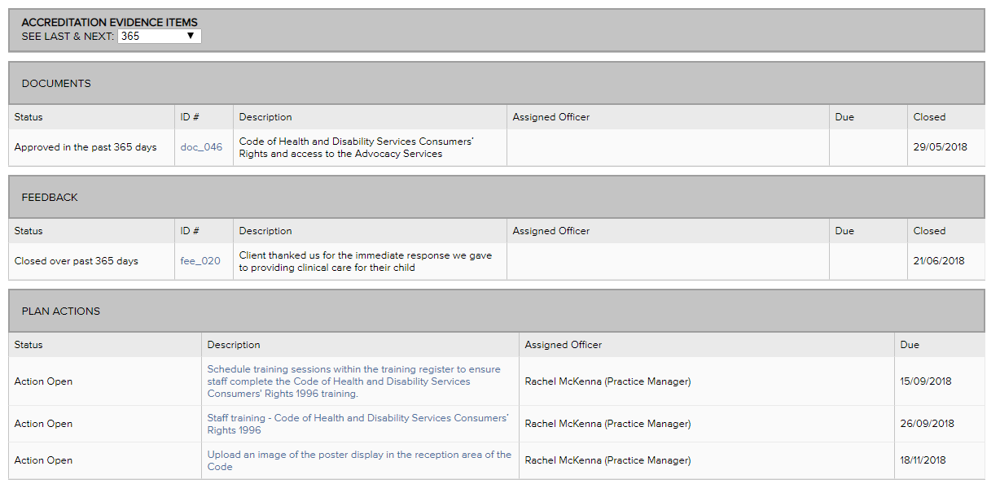 ACCREDITATION EVIDENCE ITEMS
SEE LAST & NEXT: 365 ▼
DOCUMENTS
Status ID # Description Assigned Officer Due Closed
Approved in the past 365 days doc_046 Code of Health and Disability Services Consumers' 29/05/2018
Rights and access to the Advocacy Services
FEEDBACK
Status ID # Description Assigned Officer Due Closed
Closed over past 365 days fee_020 Client thanked us for the immediate response we gave 21/06/2018
to providing clinical care for their child
PLAN ACTIONS
Status Description Assigned Officer Due
Schedule training sessions within the training register to ensure
Action Open staff complete the Code of Health and Disability Services Rachel McKenna (Practice Manager) 15/09/2018
Consumers' Rights 1996 training.
Action Open Staff training - Code of Health and Disability Services Consumers' Rachel McKenna (Practice Manager) 26/09/2018
Rights 1996
Action Open Upload an image of the poster display in the reception area of the Rachel McKenna (Practice Manager) 18/11/2018
Code